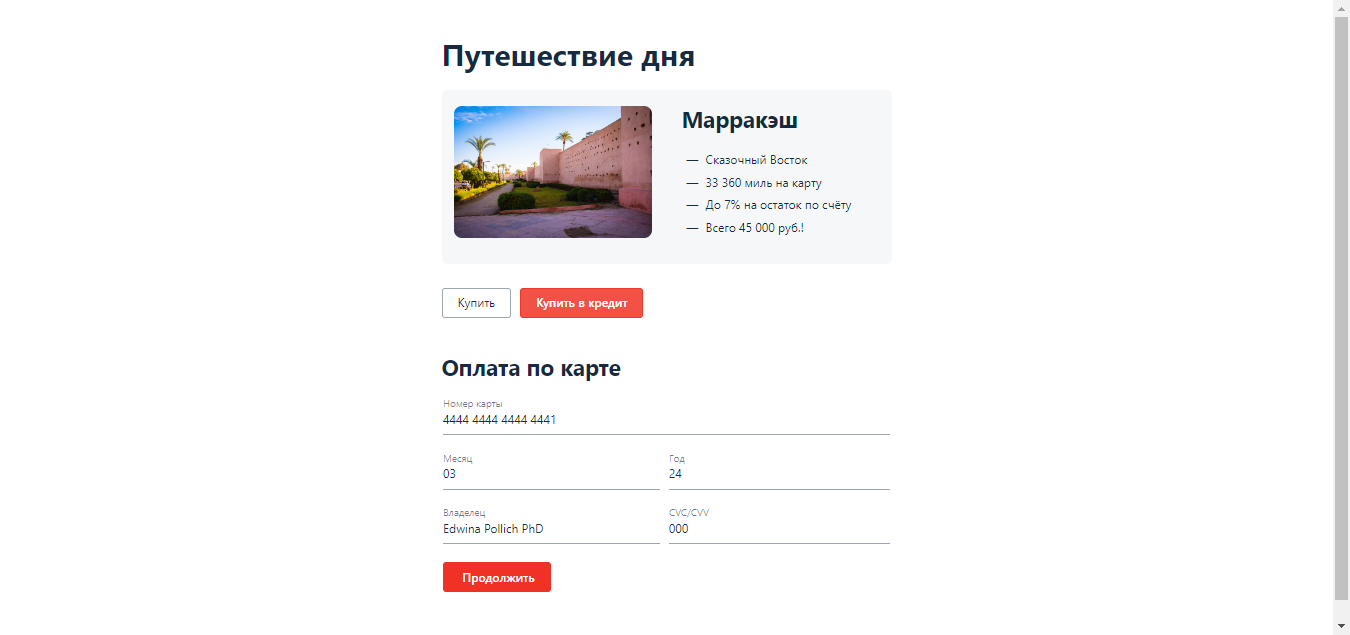 Путешествие дня
Марракэш
— Сказочный Восток
— 33 360 миль на карту
— До 7% на остаток по счёту
— Всего 45 000 руб.!
Купить
Купить в кредит
Оплата по карте
Номер карты
4444 4444 4444 4441
Месяц
Год
03
24
Владелец
CVC/CVV
Edwina Pollich PhD
000
Продолжить